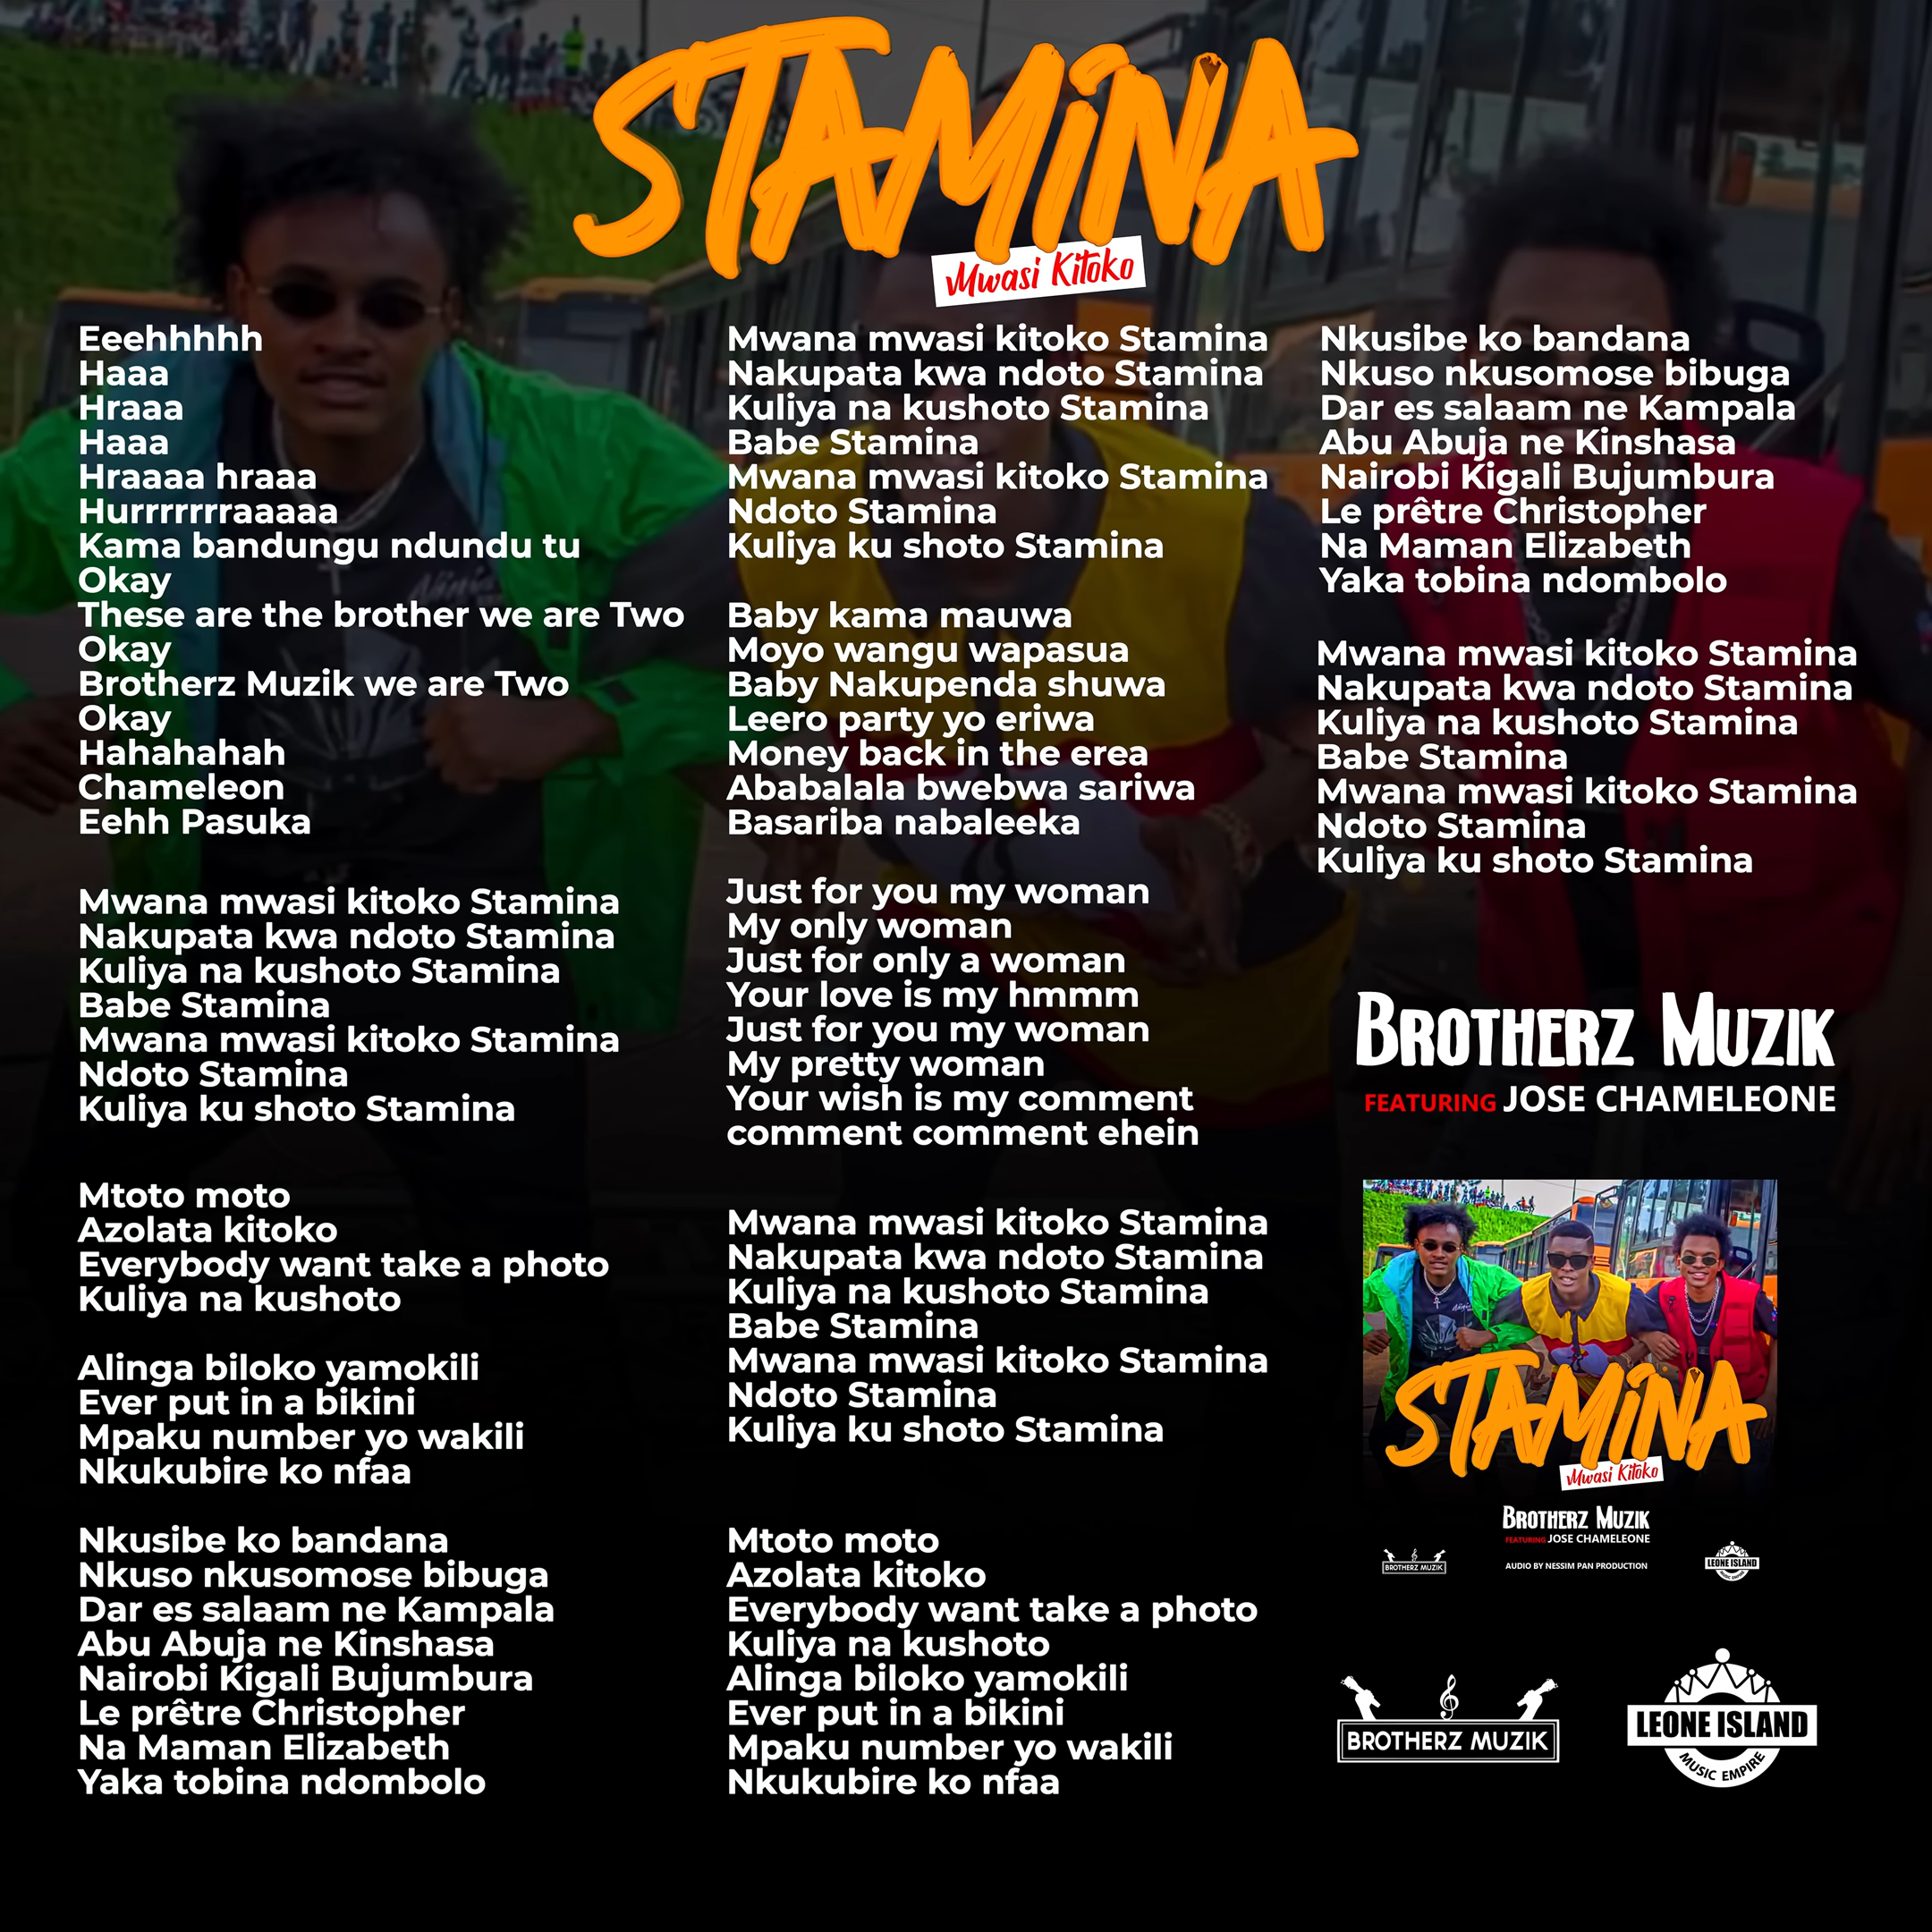 STAMINA
Mwasi Kitoko
Eeehhhhh
Haaa
Hraaa
Haaa
Hraaaa hraaa
Hurrrrrrraaaaa
Kama bandungu ndundu tu
Okay
These are the brother we are Two
Okay
Brotherz Muzik we are Two
Okay
Hahahahah
Chameleon
Eehh Pasuka
Mwana mwasi kitoko Stamina
Nakupata kwa ndoto Stamina
Kuliya na kushoto Stamina
Babe Stamina
Mwana mwasi kitoko Stamina
Ndoto Stamina
Kuliya ku shoto Stamina
Mtoto moto
Azolata kitoko
Everybody want take a photo
Kuliya na kushoto
Alinga biloko yamokili
Ever put in a bikini
Mpaku number yo wakili
Nkukubire ko nfaa
Nkusibe ko bandana
Nkuso nkusomose bibuga
Dar es salaam ne Kampala
Abu Abuja ne Kinshasa
Nairobi Kigali Bujumbura
Le prêtre Christopher
Na Maman Elizabeth
Yaka tobina ndombolo
Mwana mwasi kitoko Stamina
Nakupata kwa ndoto Stamina
Kuliya na kushoto Stamina
Babe Stamina
Mwana mwasi kitoko Stamina
Ndoto Stamina
Kuliya ku shoto Stamina
Baby kama mauwa
Moyo wangu wapasua
Baby Nakupenda shuwa
Leero party yo eriwa
Money back in the erea
Ababalala bwebwa sariwa
Basariba nabaleeka
Just for you my woman
My only woman
Just for only a woman
Your love is my hmmm
Just for you my woman
My pretty woman
Your wish is my comment
comment comment ehein
Mwana mwasi kitoko Stamina
Nakupata kwa ndoto Stamina
Kuliya na kushoto Stamina
Babe Stamina
Mwana mwasi kitoko Stamina
Ndoto Stamina
Kuliya ku shoto Stamina
Mtoto moto
Azolata kitoko
Everybody want take a photo
Kuliya na kushoto
Alinga biloko yamokili
Ever put in a bikini
Mpaku number yo wakili
Nkukubire ko nfaa
Nkusibe ko bandana
Nkuso nkusomose bibuga
Dar es salaam ne Kampala
Abu Abuja ne Kinshasa
Nairobi Kigali Bujumbura
Le prêtre Christopher
Na Maman Elizabeth
Yaka tobina ndombolo
Mwana mwasi kitoko Stamina
Nakupata kwa ndoto Stamina
Kuliya na kushoto Stamina
Babe Stamina
Mwana mwasi kitoko Stamina
Ndoto Stamina
Kuliya ku shoto Stamina
BROTHERZ MUZIK
FEATURING JOSE CHAMELEONE
STAMINA
Mwasi Kitoko
BROTHERZ MUZIK
FEATURING JOSE CHAMELEONE
BROTHERZ MUZIK
AUDIO BY NESSIM PAN PRODUCTION
LEONE ISLAND
MUSIC EMPIRE
BROTHERZ MUZIK
LEONE ISLAND
MUSIC EMPIRE